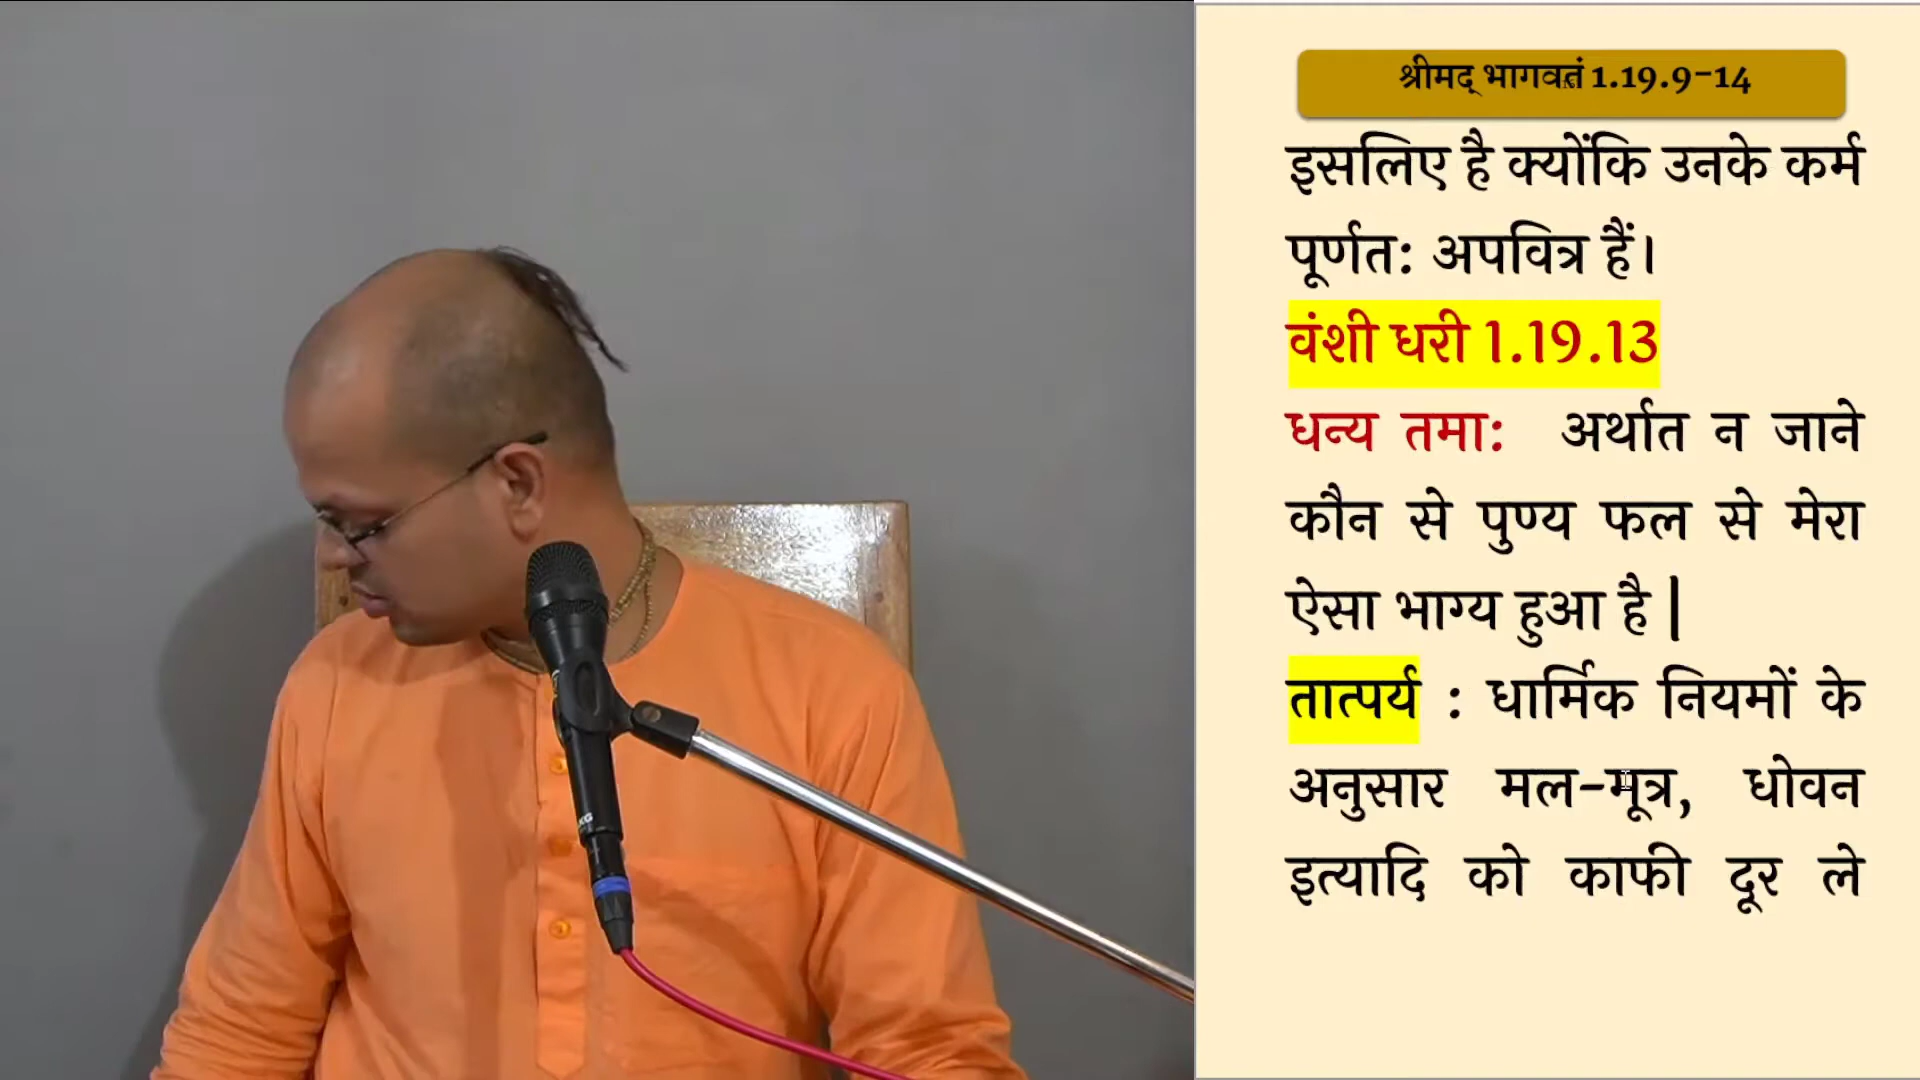 श्रीमद् भागवतं 1.19.9-14
इसलिए है क्योंकि उनके कर्म
पूर्णत: अपवित्र हैं।
वंशी धरी 1.19.13
धन्य तमा: अर्थात न जाने
कौन से पुण्य फल से मेरा
ऐसा भाग्य हुआ है |
तात्पर्य : धार्मिक नियमों के
अनुसार मल-मूत्र, धोवन
इत्यादि को काफी दूर ले